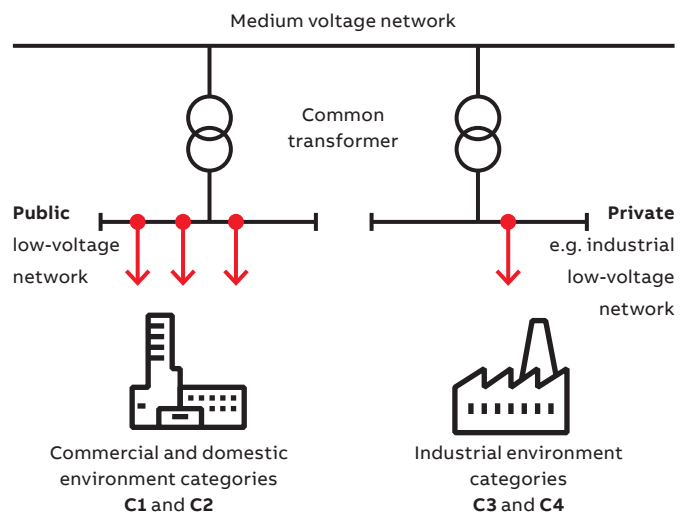 Medium voltage network
Common
transformer
Public
low-voltage
network
Private
e.g. industrial
low-voltage
network
Commercial and domestic
environment categories
C1 and C2
Industrial environment
categories
C3 and C4